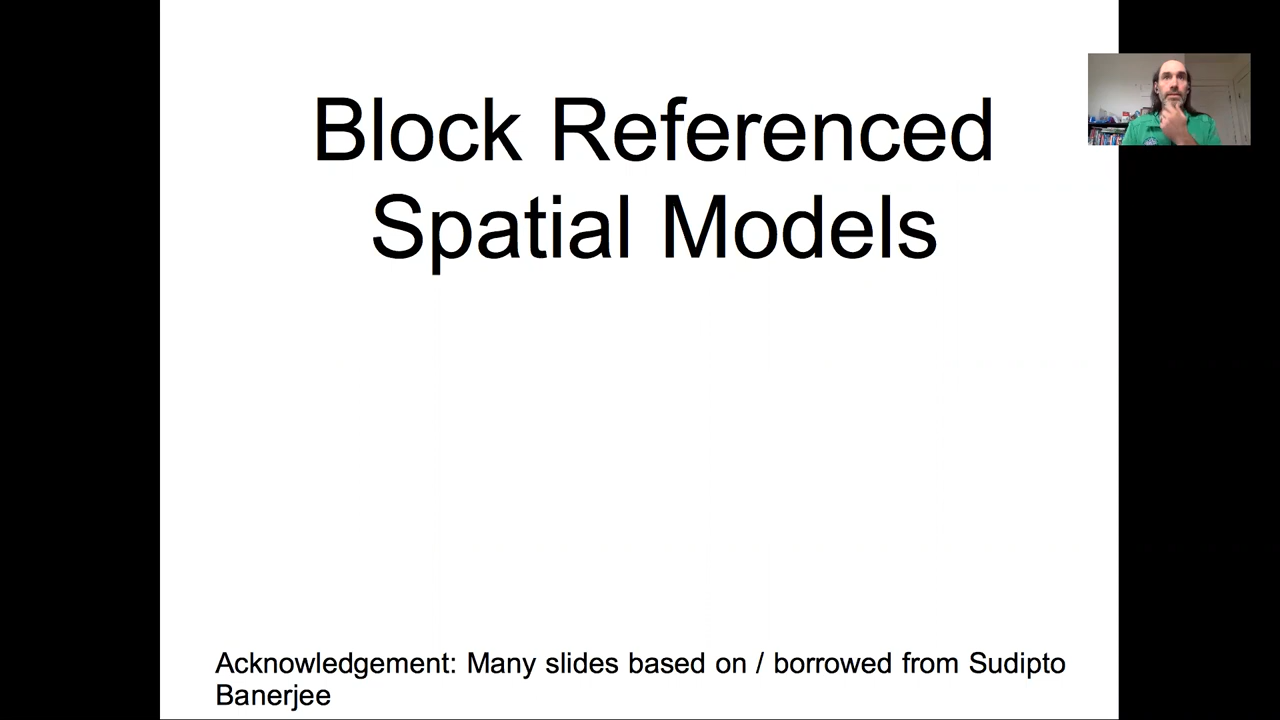 Block Referenced
Spatial Models
Acknowledgement: Many slides based on / borrowed from Sudipto
Banerjee